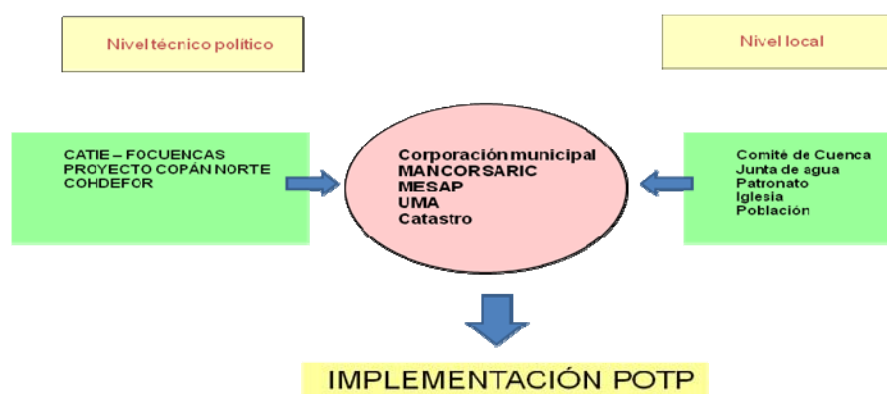 Nivel técnico político
Nivel local
CATIE – FOCUENCAS
PROYECTO COPÁN NORTE
COHDEFOR
Corporación municipal
MANCORSARIC
MESAP
UMA
Catastro
Comité de Cuenca
Junta de agua
Patronato
Iglesia
Población
IMPLEMENTACIÓN POTP